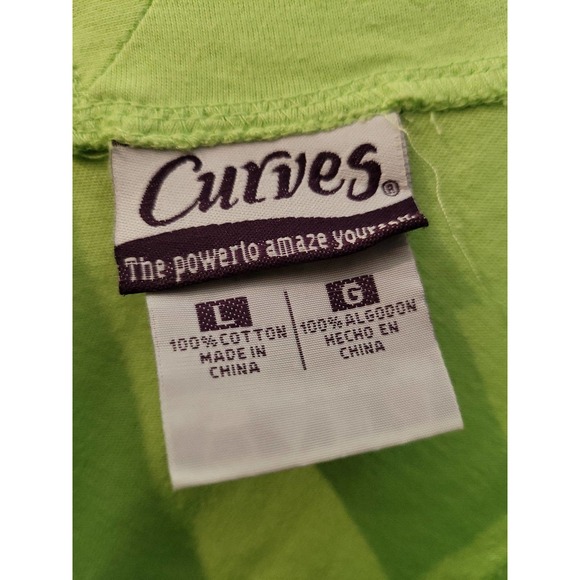 Curves®
The power to amaze yourself
L
100% COTTON
MADE IN
CHINA
G
100% ALGODON
HECHO EN
CHINA